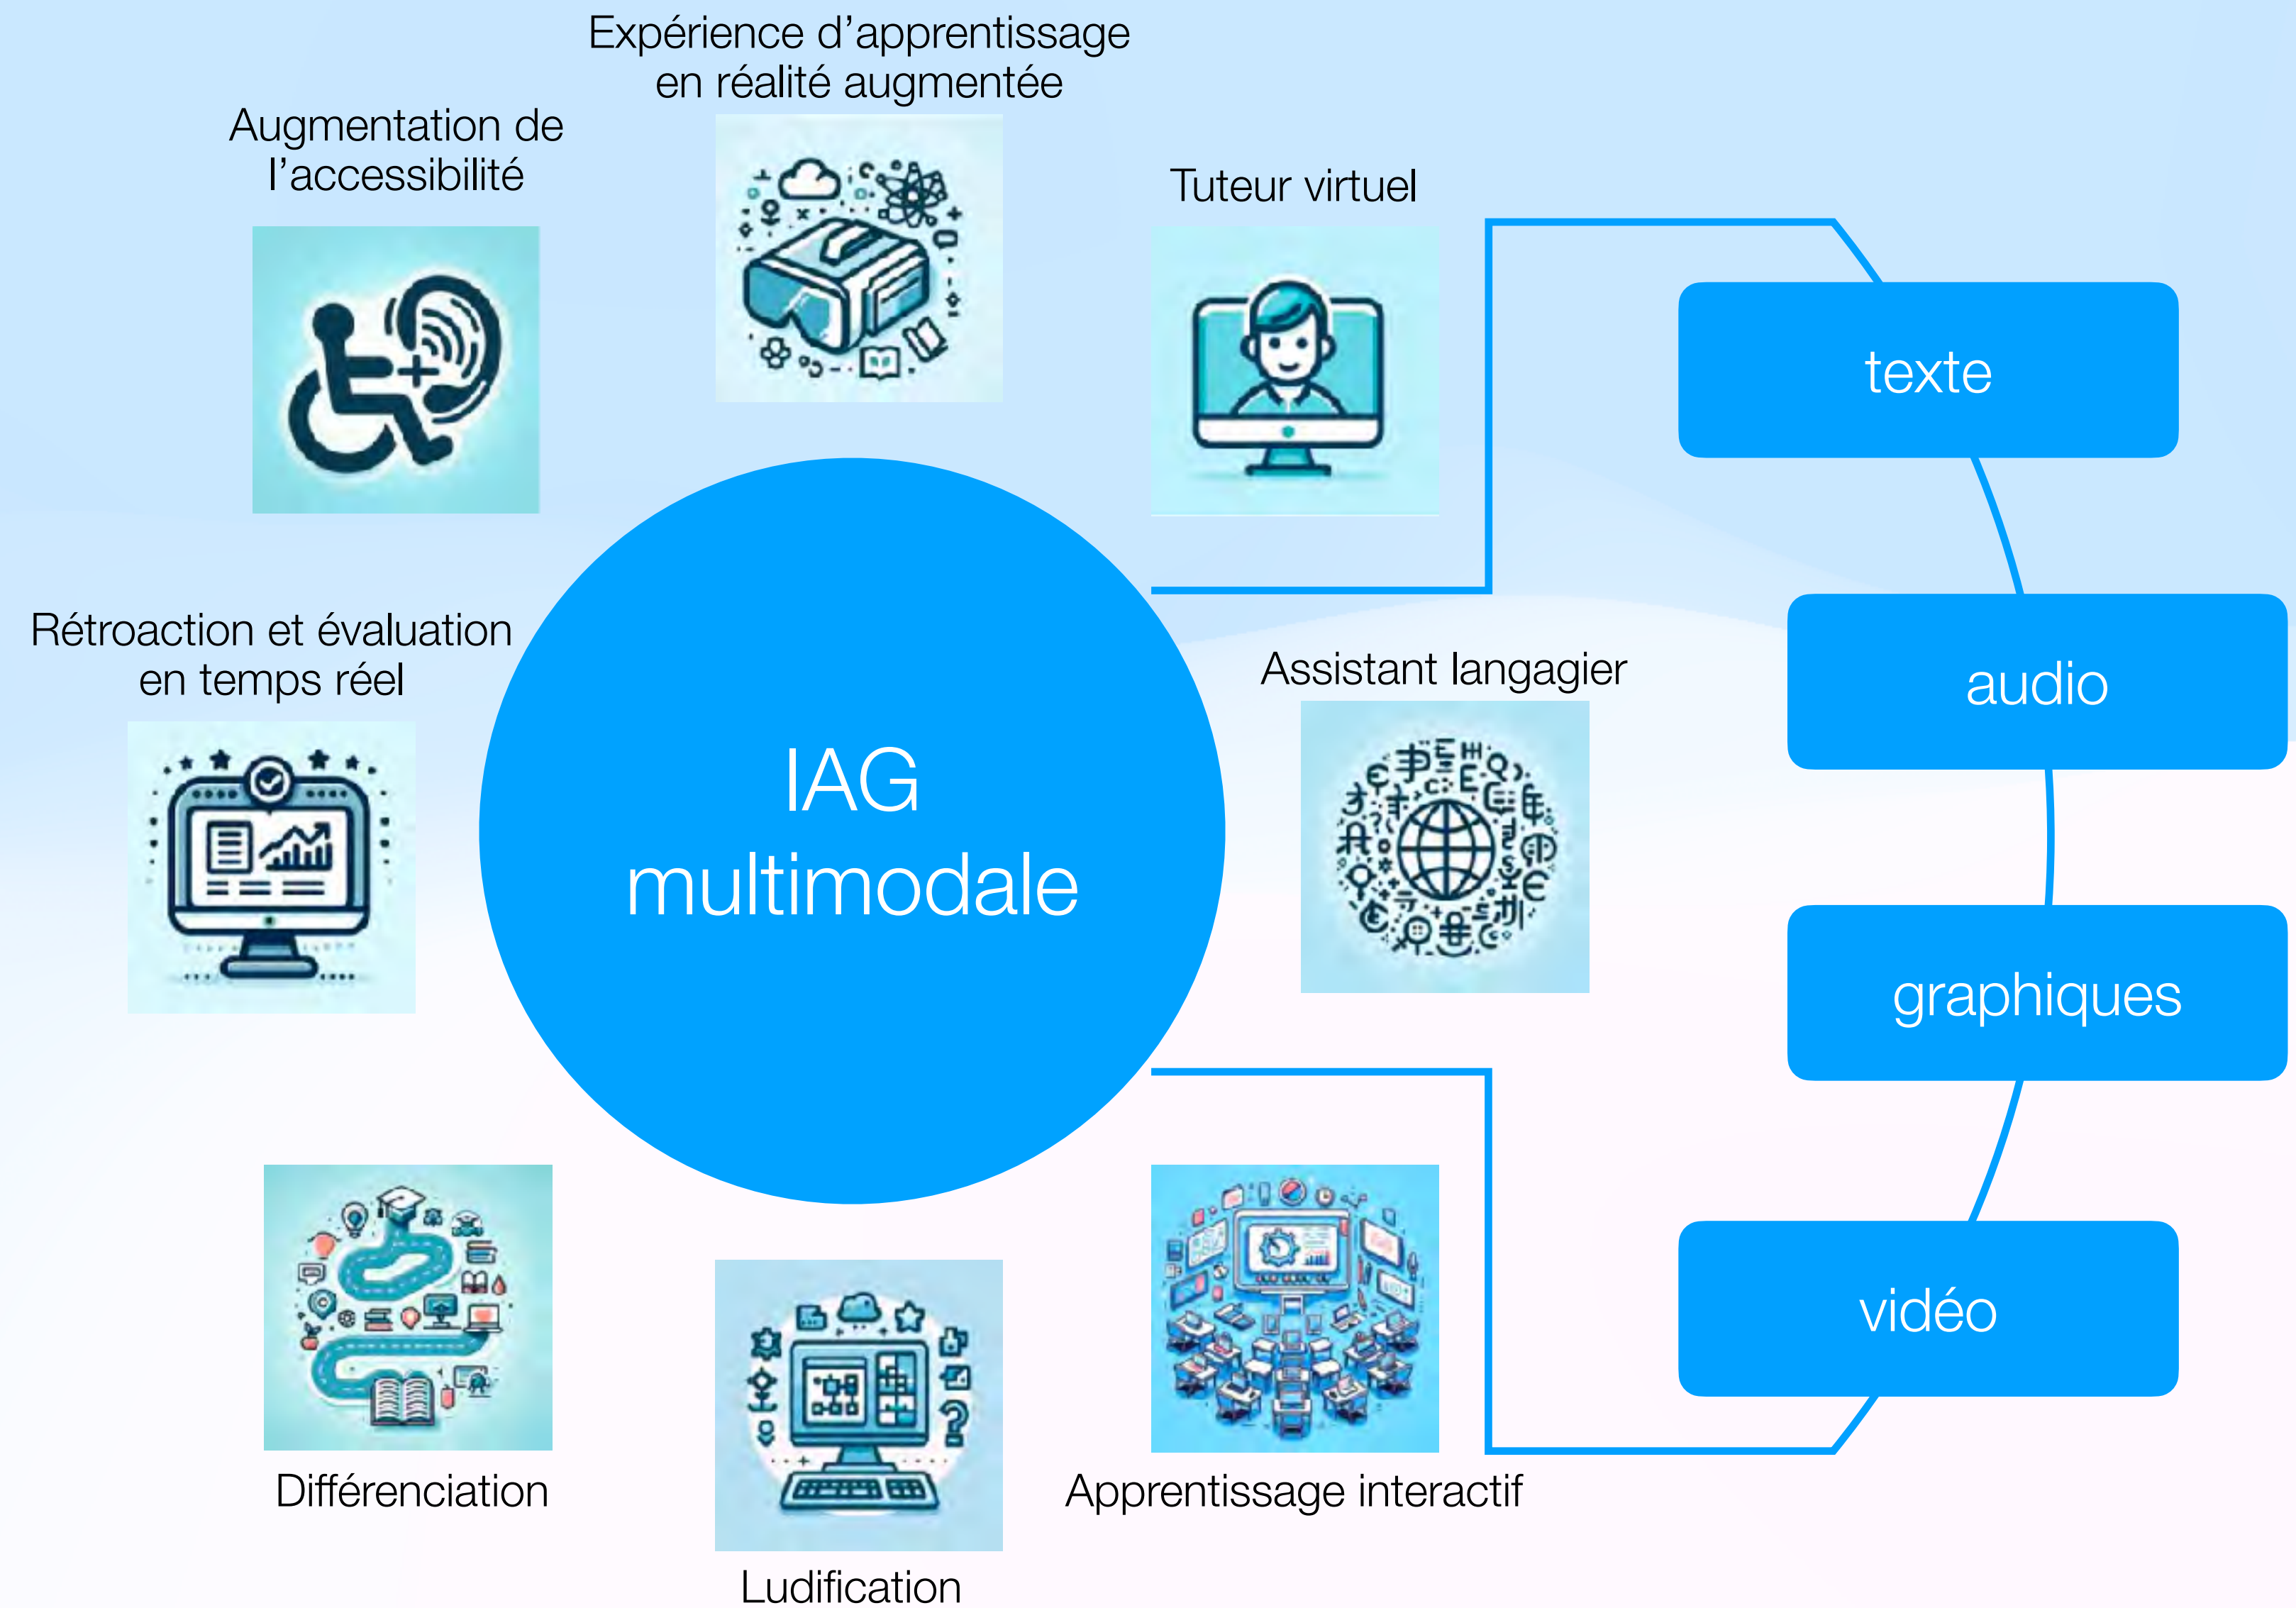 Expérience d’apprentissage
en réalité augmentée
Augmentation de
l’accessibilité
Tuteur virtuel
texte
Rétroaction et évaluation
en temps réel
Assistant langagier
audio
IAG
multimodale
graphiques
vidéo
Différenciation
Apprentissage interactif
Ludification